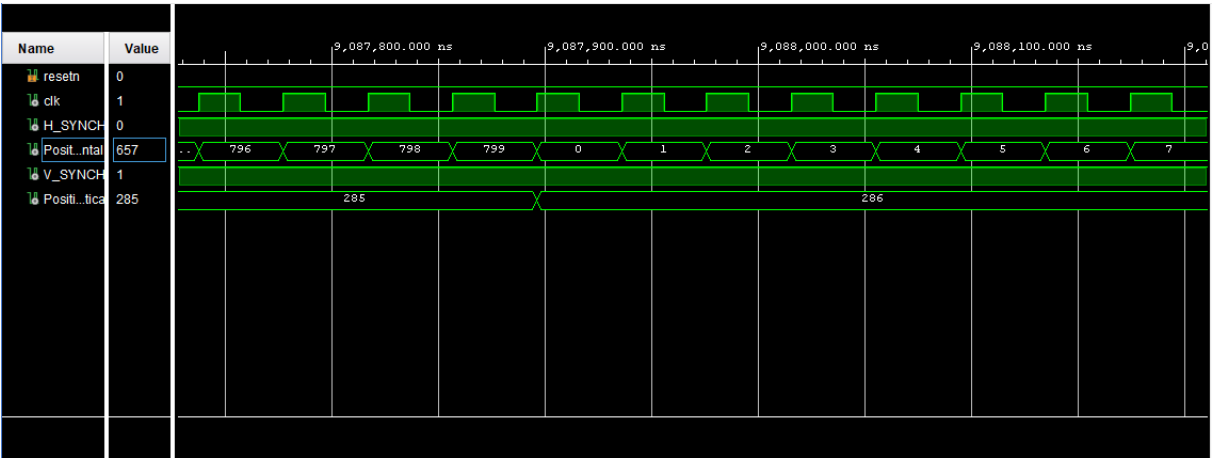 Name Value
9,087,800.000 ns 9,087,900.000 ns 9,088,000.000 ns 9,088,100.000 ns 9,0
resetn 0
clk 1
H_SYNCH 0
Posit...ntal 657 .. 796 797 798 799 0 1 2 3 4 5 6 7
V_SYNCH 1
Positi...tica 285 285 286